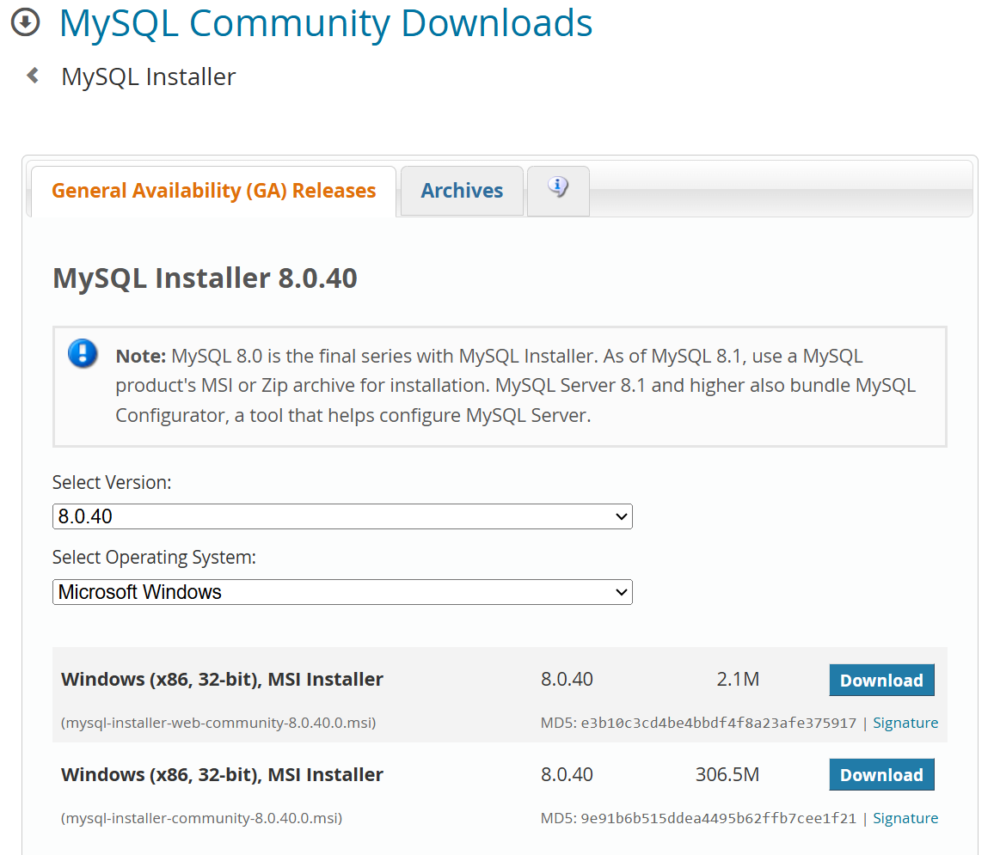 MySQL Community Downloads
MySQL Installer
General Availability (GA) Releases Archives
MySQL Installer 8.0.40
Note: MySQL 8.0 is the final series with MySQL Installer. As of MySQL 8.1, use a MySQL
product's MSI or Zip archive for installation. MySQL Server 8.1 and higher also bundle MySQL
Configurator, a tool that helps configure MySQL Server.
Select Version:
8.0.40
Select Operating System:
Microsoft Windows
Windows (x86, 32-bit), MSI Installer 8.0.40 2.1M Download
(mysql-installer-web-community-8.0.40.0.msi) MD5: e3b10c3cd4be4bbdf4f8a23afe375917 | Signature
Windows (x86, 32-bit), MSI Installer 8.0.40 306.5M Download
(mysql-installer-community-8.0.40.0.msi) MD5: 9e91b6b515ddea4495b62ffb7cee1f21 | Signature